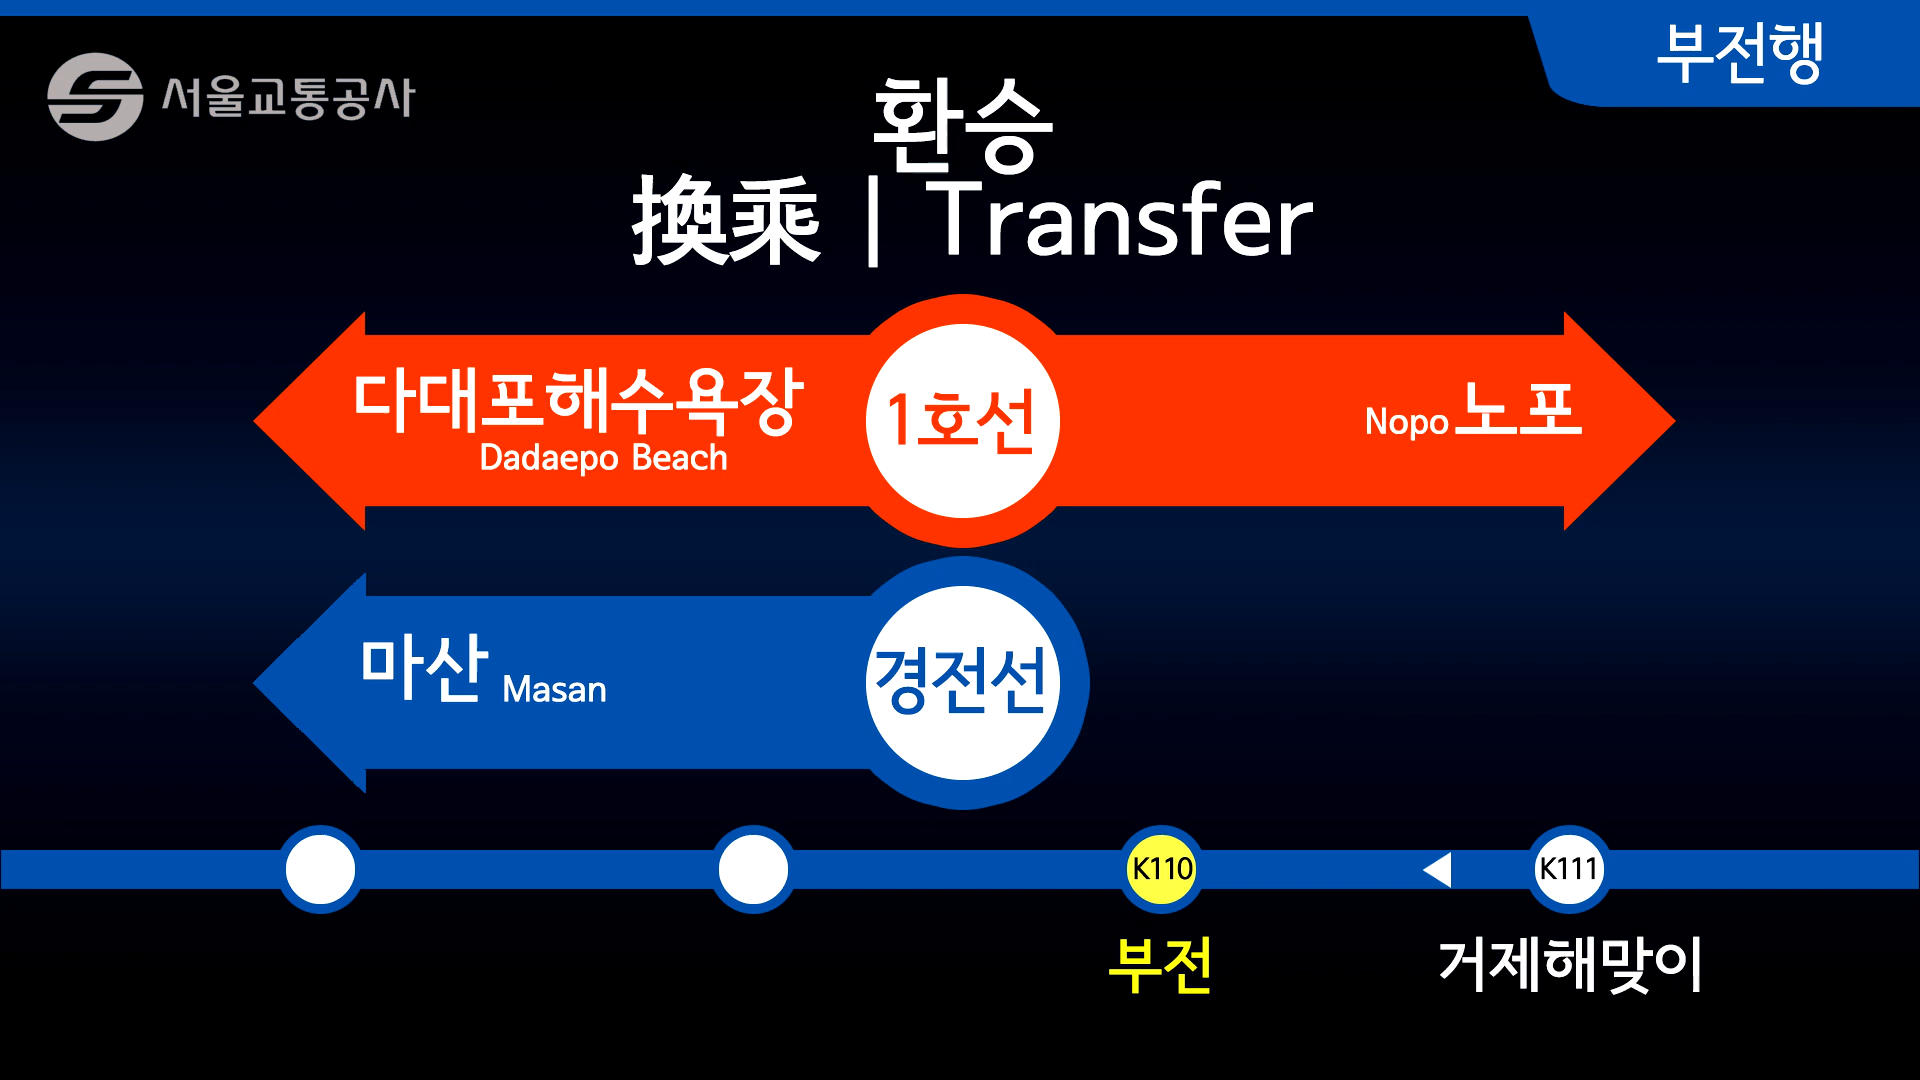 부전행
서울교통공사
환승
換乘 | Transfer
다대포해수욕장
Dadaepo Beach
1호선
Nopo 노포
마산 Masan
경전선
K110
K111
부전
거제해맞이